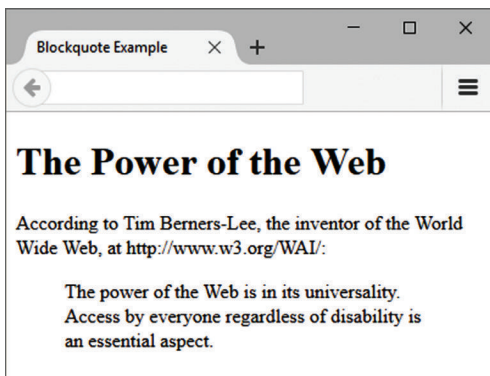 Blockquote Example
The Power of the Web
According to Tim Berners-Lee, the inventor of the World
Wide Web, at http://www.w3.org/WAI/:
The power of the Web is in its universality.
Access by everyone regardless of disability is
an essential aspect.